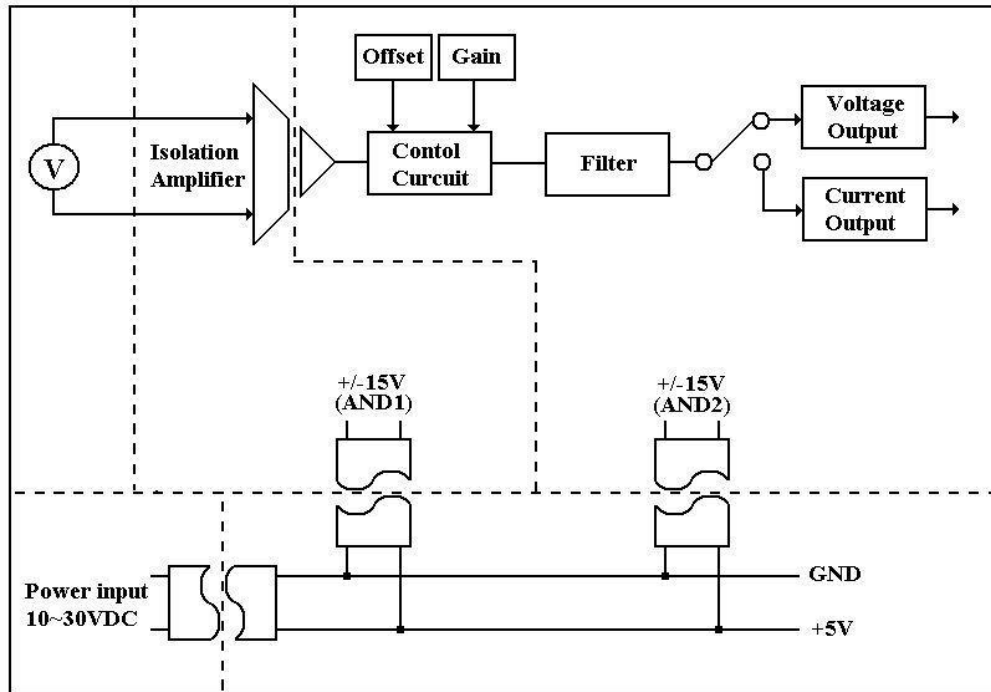 Offset
Gain
V
Isolation
Amplifier
Contol
Curcuit
Filter
Voltage
Output
Current
Output
+/-15V
(AND1)
+/-15V
(AND2)
Power input
10~30VDC
GND
+5V